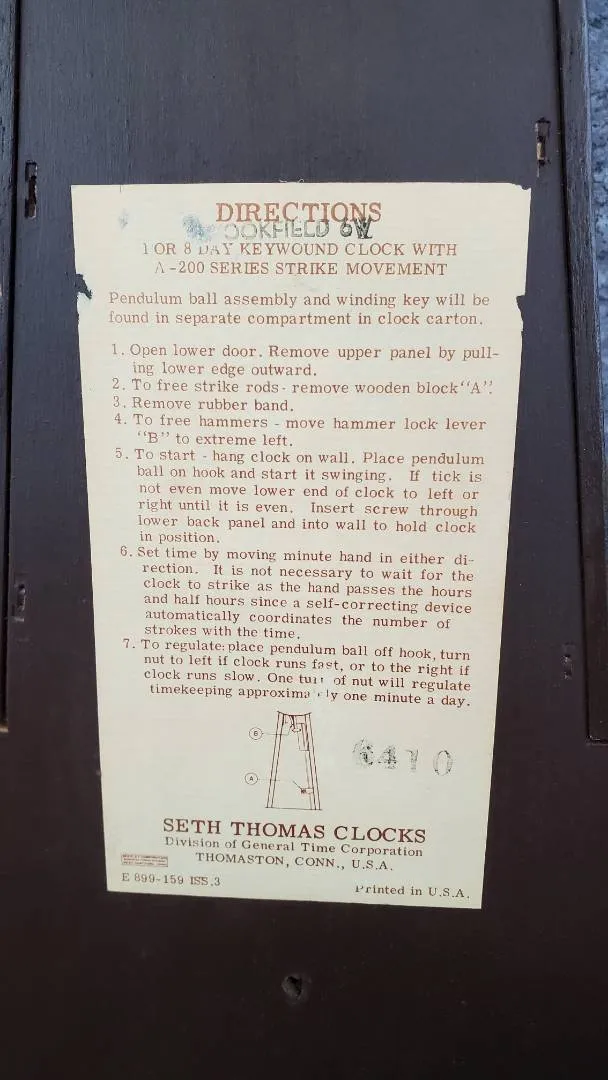 DIRECTIONS
OOKFIELD 6W
1 OR 8 DAY KEYWOUND CLOCK WITH
A-200 SERIES STRIKE MOVEMENT
Pendulum ball assembly and winding key will be
found in separate compartment in clock carton.
1. Open lower door. Remove upper panel by pull-
ing lower edge outward.
2. To free strike rods - remove wooden block "A".
3. Remove rubber band.
4. To free hammers - move hammer lock lever
"B" to extreme left.
5. To start - hang clock on wall. Place pendulum
ball on hook and start it swinging. If tick is
not even move lower end of clock to left or
right until it is even. Insert screw through
lower back panel and into wall to hold clock
in position.
6. Set time by moving minute hand in either di-
rection. It is not necessary to wait for the
clock to strike as the hand passes the hours
and half hours since a self-correcting device
automatically coordinates the number of
strokes with the time.
7. To regulate: place pendulum ball off hook, turn
nut to left if clock runs fast, or to the right if
clock runs slow. One turn of nut will regulate
timekeeping approximately one minute a day.
B
A
SETH THOMAS CLOCKS
Division of General Time Corporation
THOMASTON, CONN., U.S.A.
E 899-159 ISS.3
Printed in U.S.A.